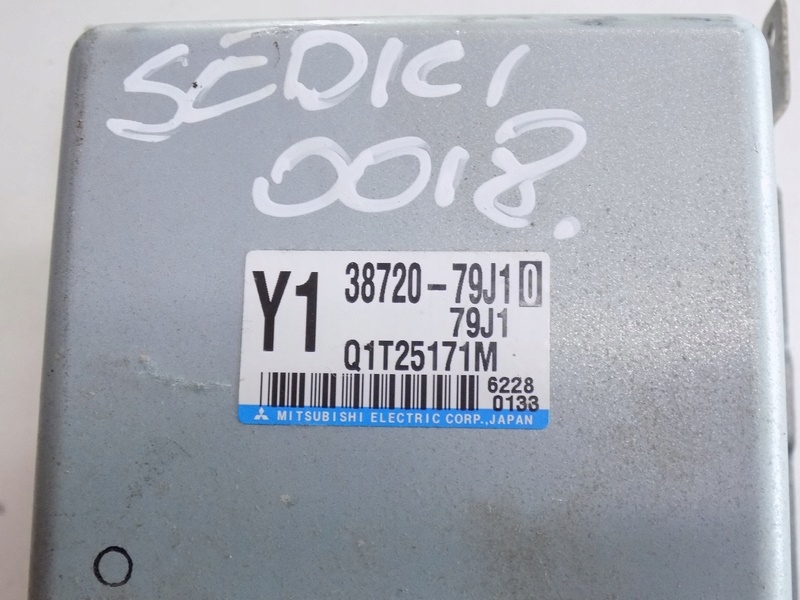 SEDICI
0018.
Y1 38720-79J10
79J1
Q1T25171M
6228
0133
MITSUBISHI ELECTRIC CORP., JAPAN